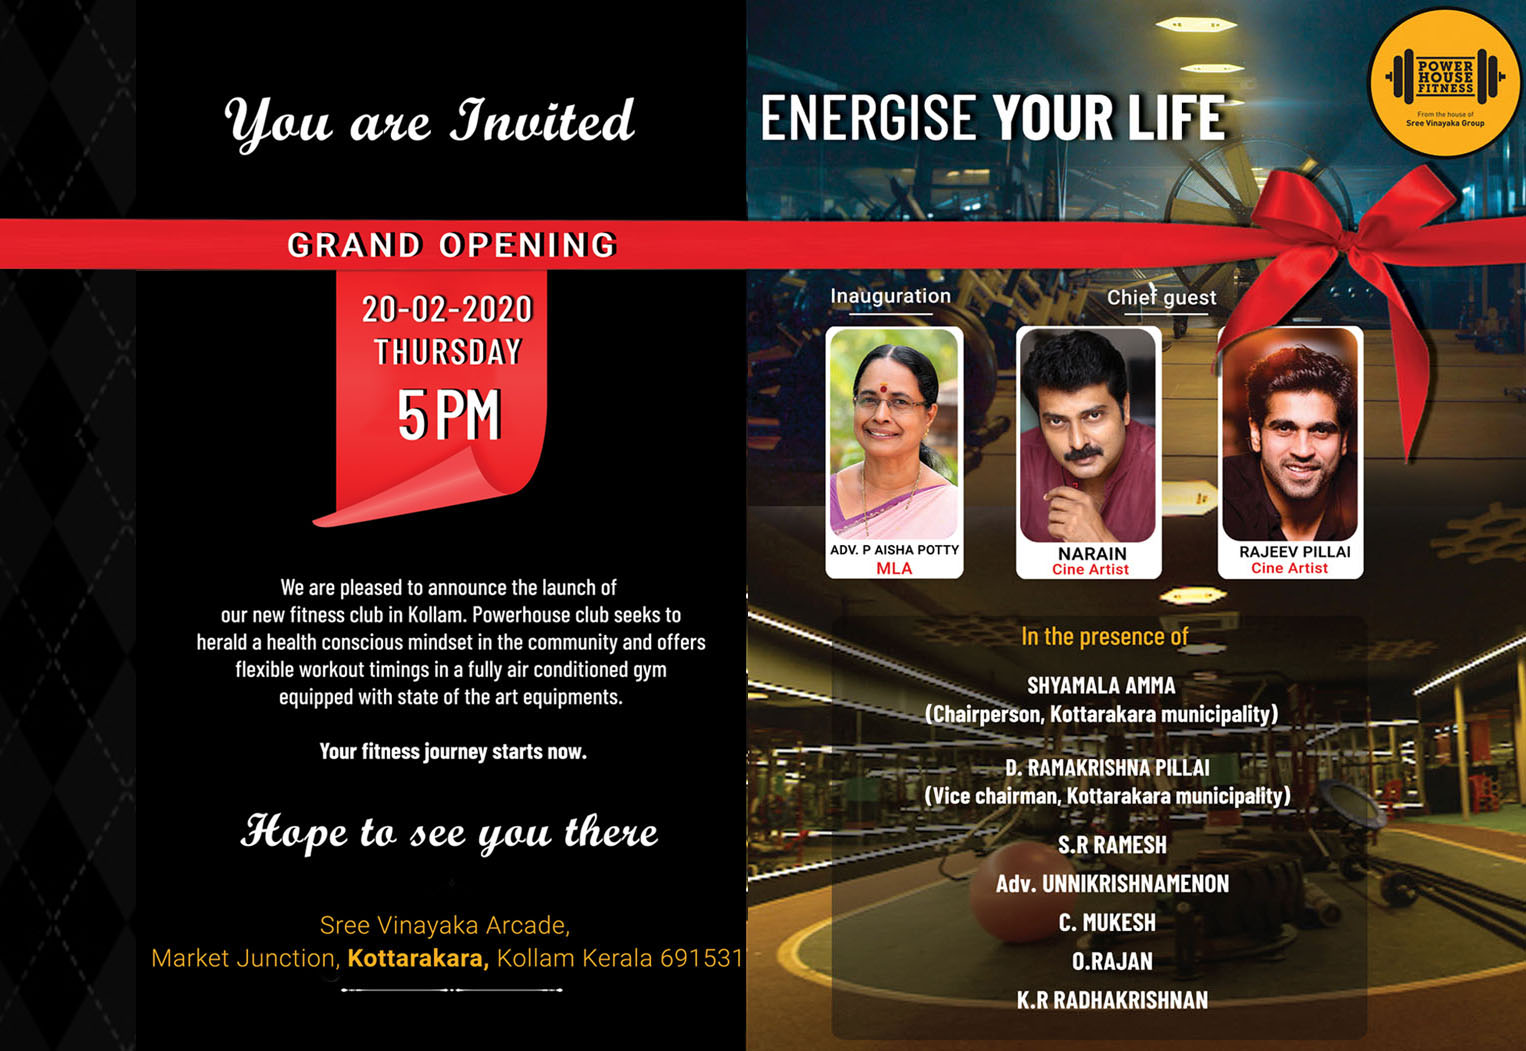 You are Invited
GRAND OPENING
20-02-2020
THURSDAY
5 PM
We are pleased to announce the launch of
our new fitness club in Kollam. Powerhouse club seeks to
herald a health conscious mindset in the community and offers
flexible workout timings in a fully air conditioned gym
equipped with state of the art equipments.
Your fitness journey starts now.
Hope to see you there
Sree Vinayaka Arcade,
Market Junction, Kottarakara, Kollam Kerala 691531
ENERGISE YOUR LIFE
POWER
HOUSE
FITNESS
From the house of
Sree Vinayaka Group
Inauguration
ADV. P AISHA POTTY
MLA
Chief guest
NARAIN
Cine Artist
RAJEEV PILLAI
Cine Artist
In the presence of
SHYAMALA AMMA
(Chairperson, Kottarakara municipality)
D. RAMAKRISHNA PILLAI
(Vice chairman, Kottarakara municipality)
S.R RAMESH
Adv. UNNIKRISHNAMENON
C. MUKESH
O.RAJAN
K.R RADHAKRISHNAN